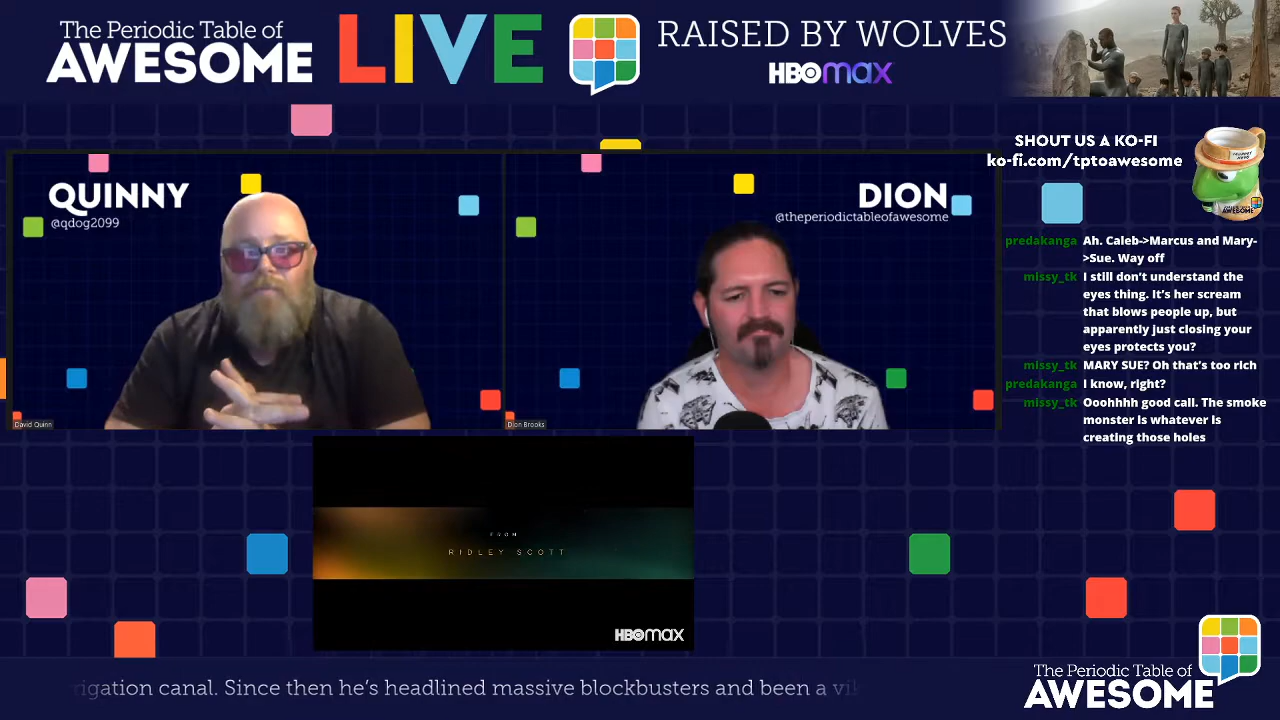 The Periodic Table of
AWESOME
LIVE
RAISED BY WOLVES
HBOmax
SHOUT US A KO-FI
ko-fi.com/tptoawesome
QUINNY
@qdog2099
David Quinn
DION
@theperiodictableofawesome
Dion Brooks
predakanga Ah. Caleb->Marcus and Mary-
>Sue. Way off
missy_tk I still don't understand the
eyes thing. It's her scream
that blows people up, but
apparently just closing your
eyes protects you?
missy_tk MARY SUE? Oh that's too rich
predakanga I know, right?
missy_tk Ooohhhh good call. The smoke
monster is whatever is
creating those holes
FROM
RIDLEY SCOTT
HBOmax
rigation canal. Since then he's headlined massive blockbusters and been a
The Periodic Table of
AWESOME